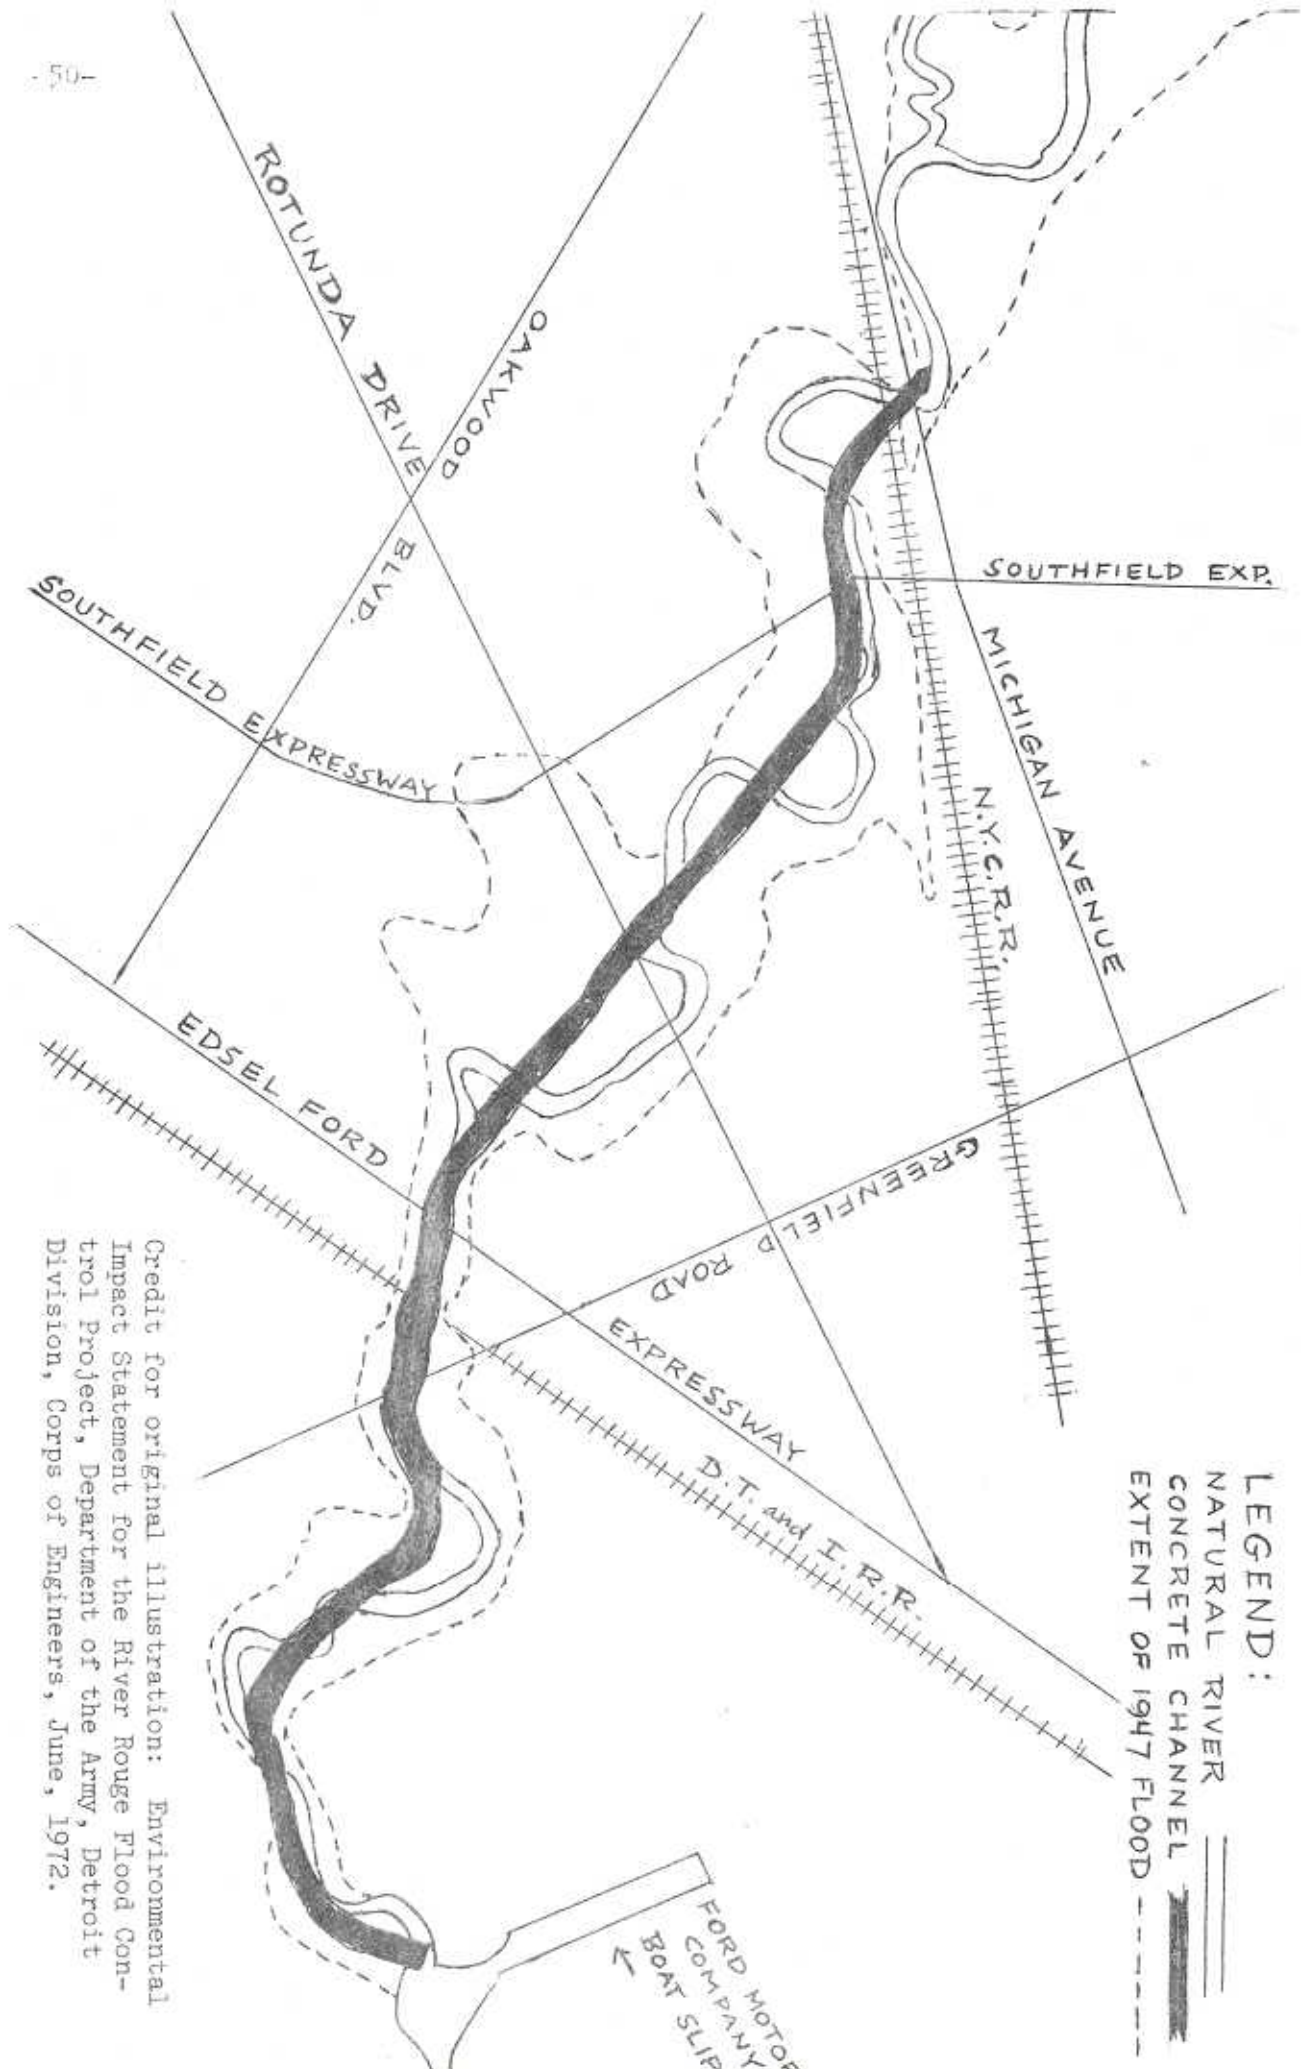 -50-
ROTUNDA DRIVE
OAKWOOD
BLVD.
SOUTHFIELD EXPRESSWAY
SOUTHFIELD EXP.
MICHIGAN AVENUE
N.Y.C.R.R.
GREENFIELD ROAD
EDSEL FORD
EXPRESSWAY
D.T. and I.R.R.
LEGEND:
NATURAL RIVER
CONCRETE CHANNEL
EXTENT OF 1947 FLOOD
FORD MOTOR
COMPANY
BOAT SLIP
←
Credit for original illustration: Environmental
Impact Statement for the River Rouge Flood Con-
trol Project, Department of the Army, Detroit
Division, Corps of Engineers, June, 1972.